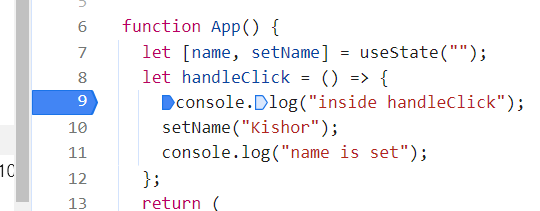 6 function App() {
7 let [name, setName] = useState("");
8 let handleClick = () => {
9 console.log("inside handleClick");
10 setName("Kishor");
10
11 console.log("name is set");
12 };
13 return (